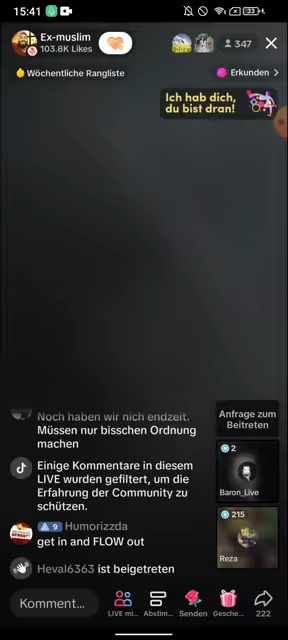 15:41
Ex-muslim
103.8K Likes
347
Wöchentliche Rangliste
Erkunden >
Ich hab dich,
du bist dran!
Noch haben wir nich endzeit.
Müssen nur bisschen Ordnung
machen
Einige Kommentare in diesem
LIVE wurden gefiltert, um die
Erfahrung der Community zu
schützen.
9 Humorizzda
get in and FLOW out
Heval6363 ist beigetreten
Anfrage zum
Beitreten
2
Baron_Live
215
Reza
Komment...
LIVE mi...
Abstim...
Senden
Gesche...
222